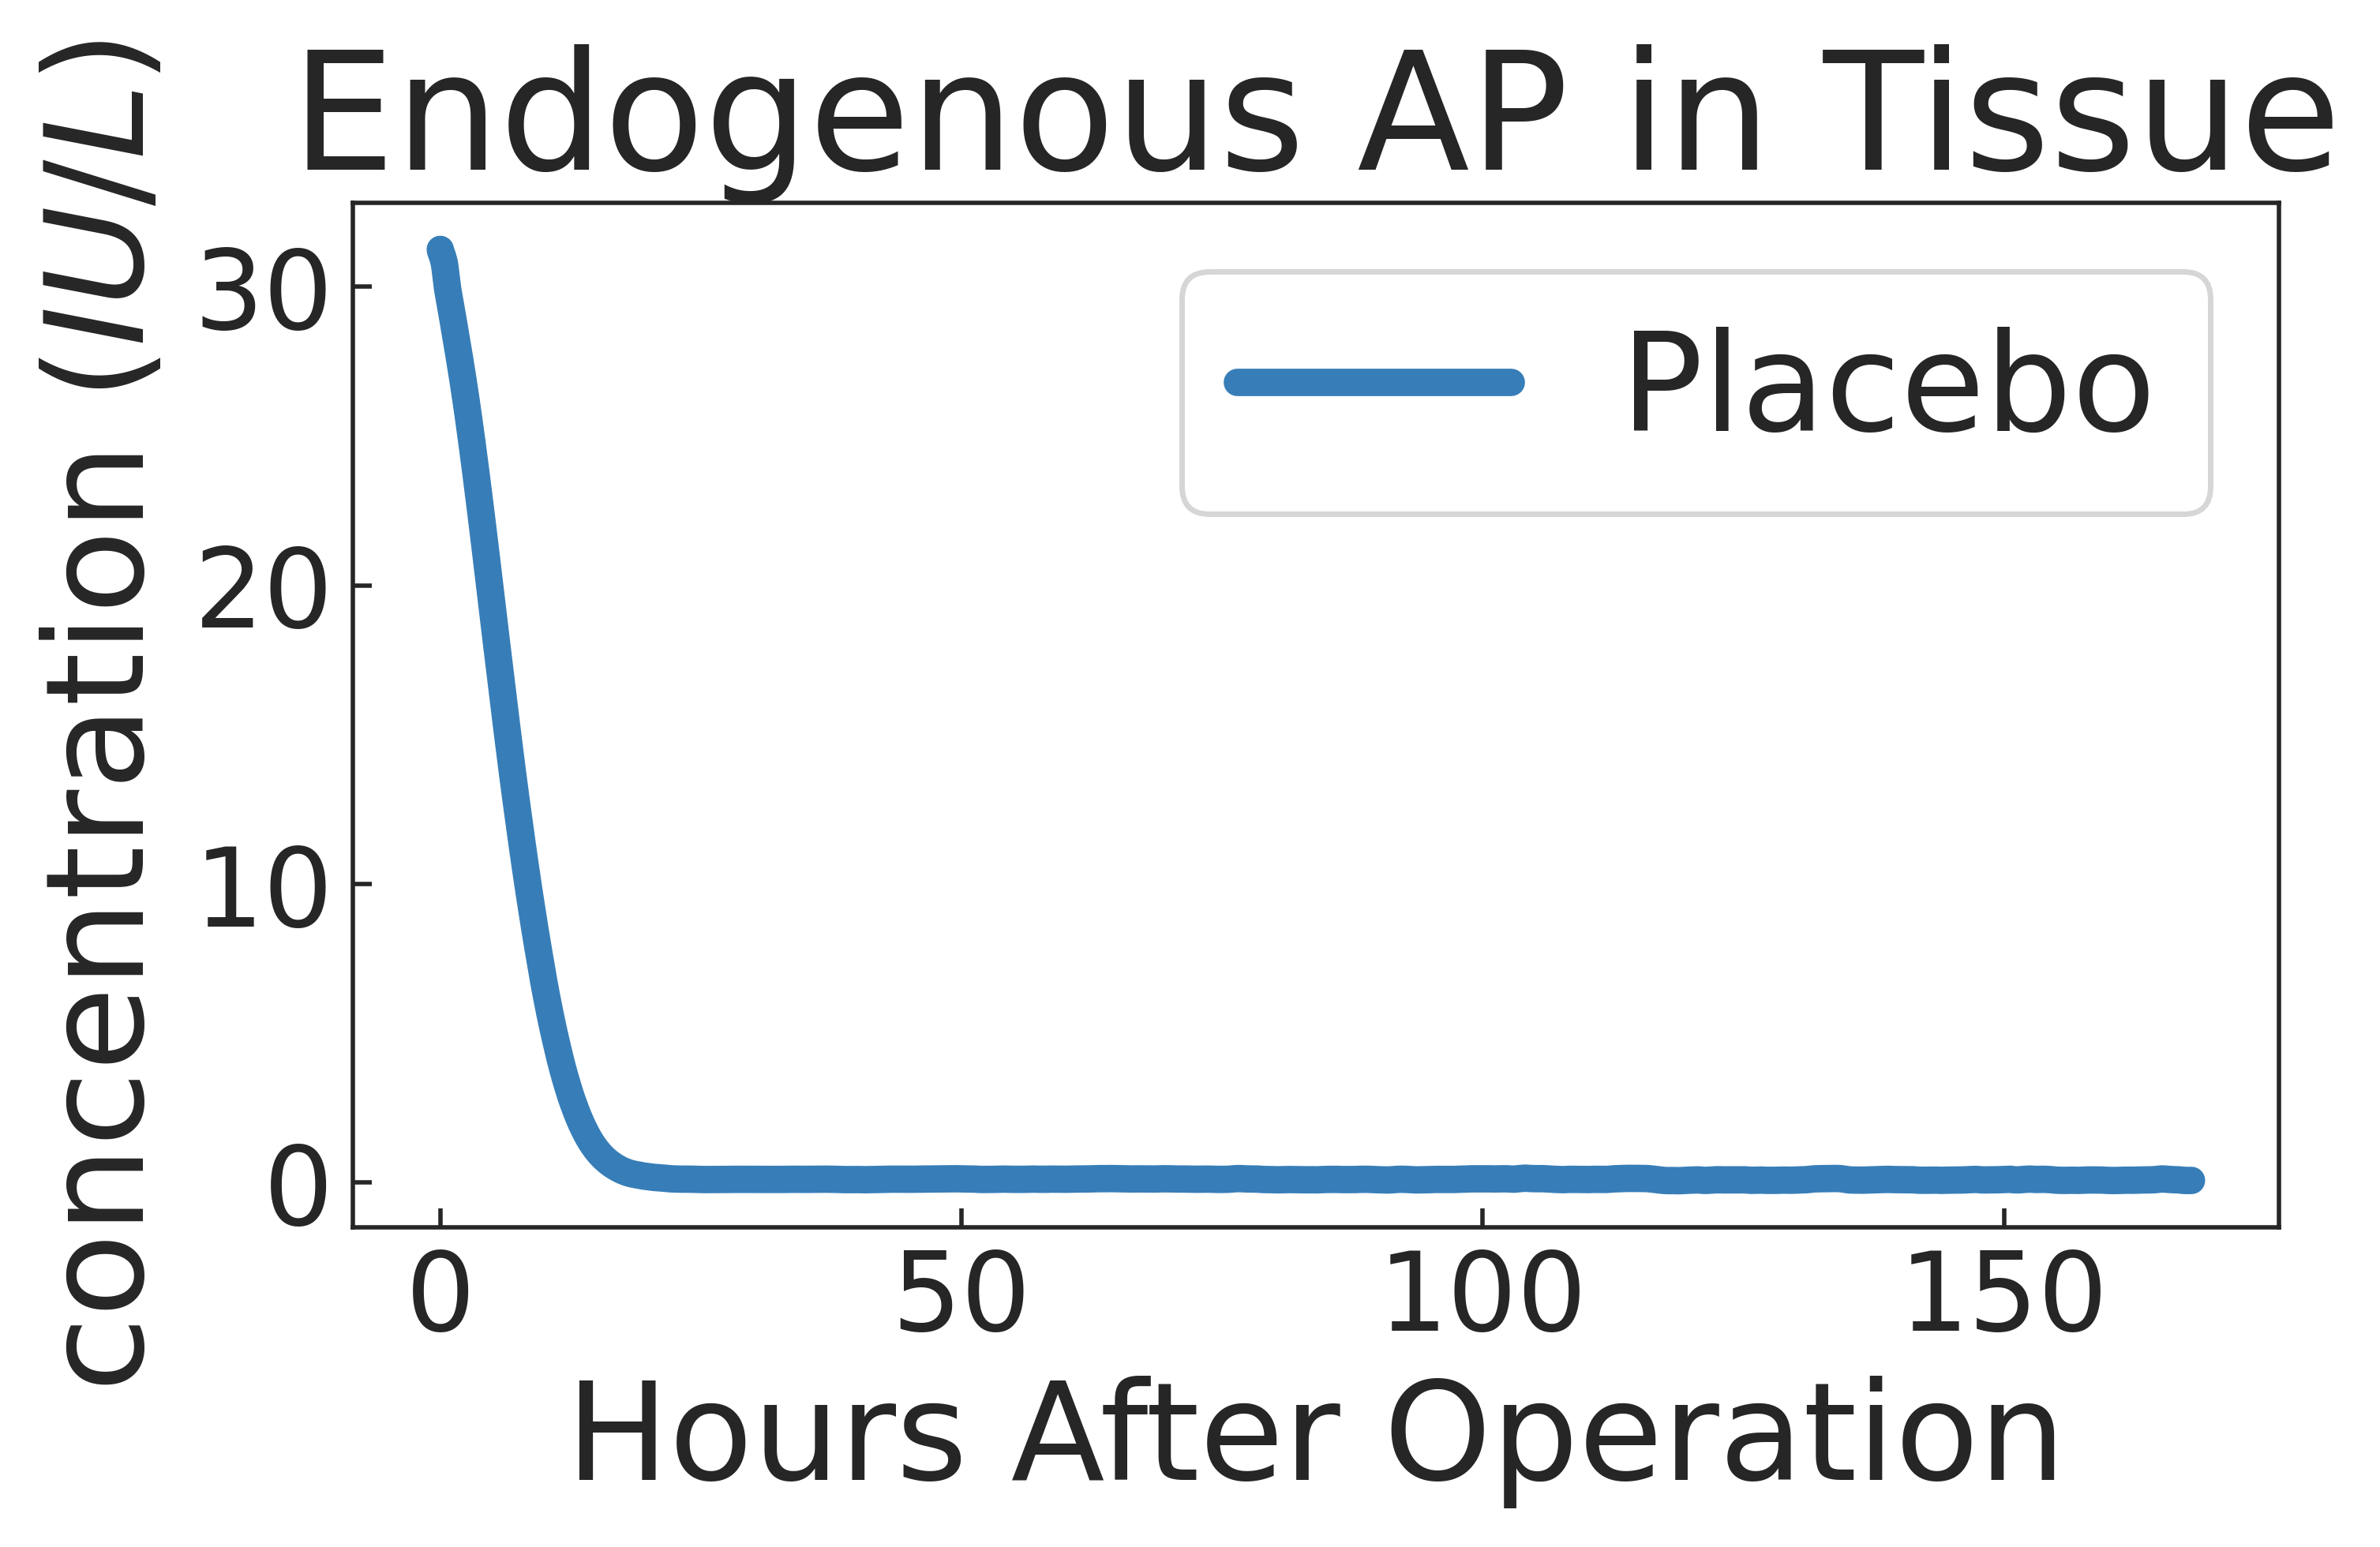 Endogenous AP in Tissue
concentration (IU/L)
30
20
10
0
Placebo
0 50 100 150
Hours After Operation